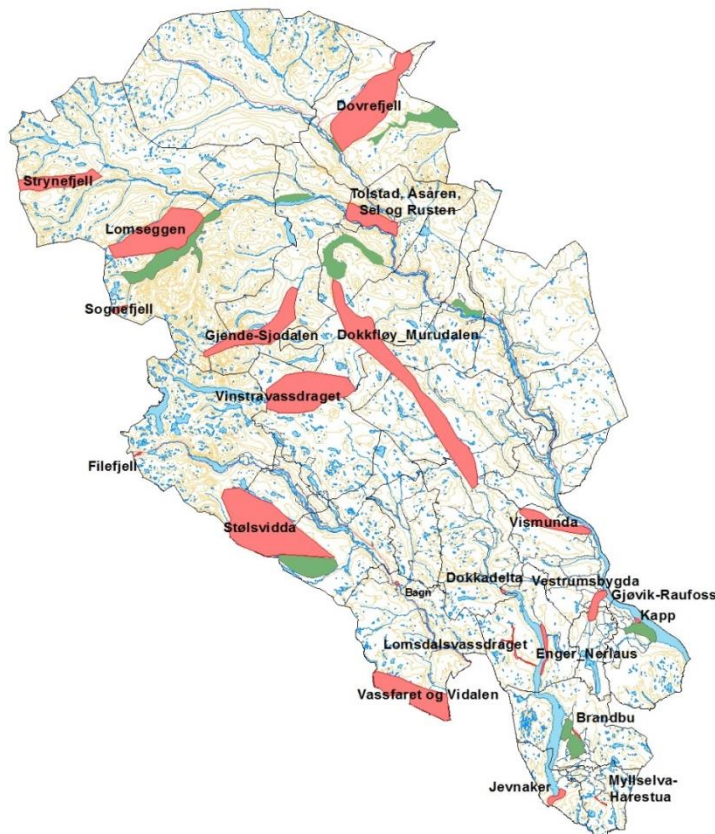 Dovrefjell
Strynefjell
Tolstad, Åsåren,
Sel og Rusten
Lomseggen
Sognefjell
Gjende-Sjodalen
Dokkfløy_Murudalen
Vinstravassdraget
Filefjell
Stølsvidda
Vismunda
Dokkadelta
Vestrumsbygda
Bagn
Gjøvik-Raufoss
Kapp
Lomsdalsvassdraget
Enger_Nerlaus
Vassfaret og Vidalen
Brandbu
Jevnaker
Myllselva-
Harestua